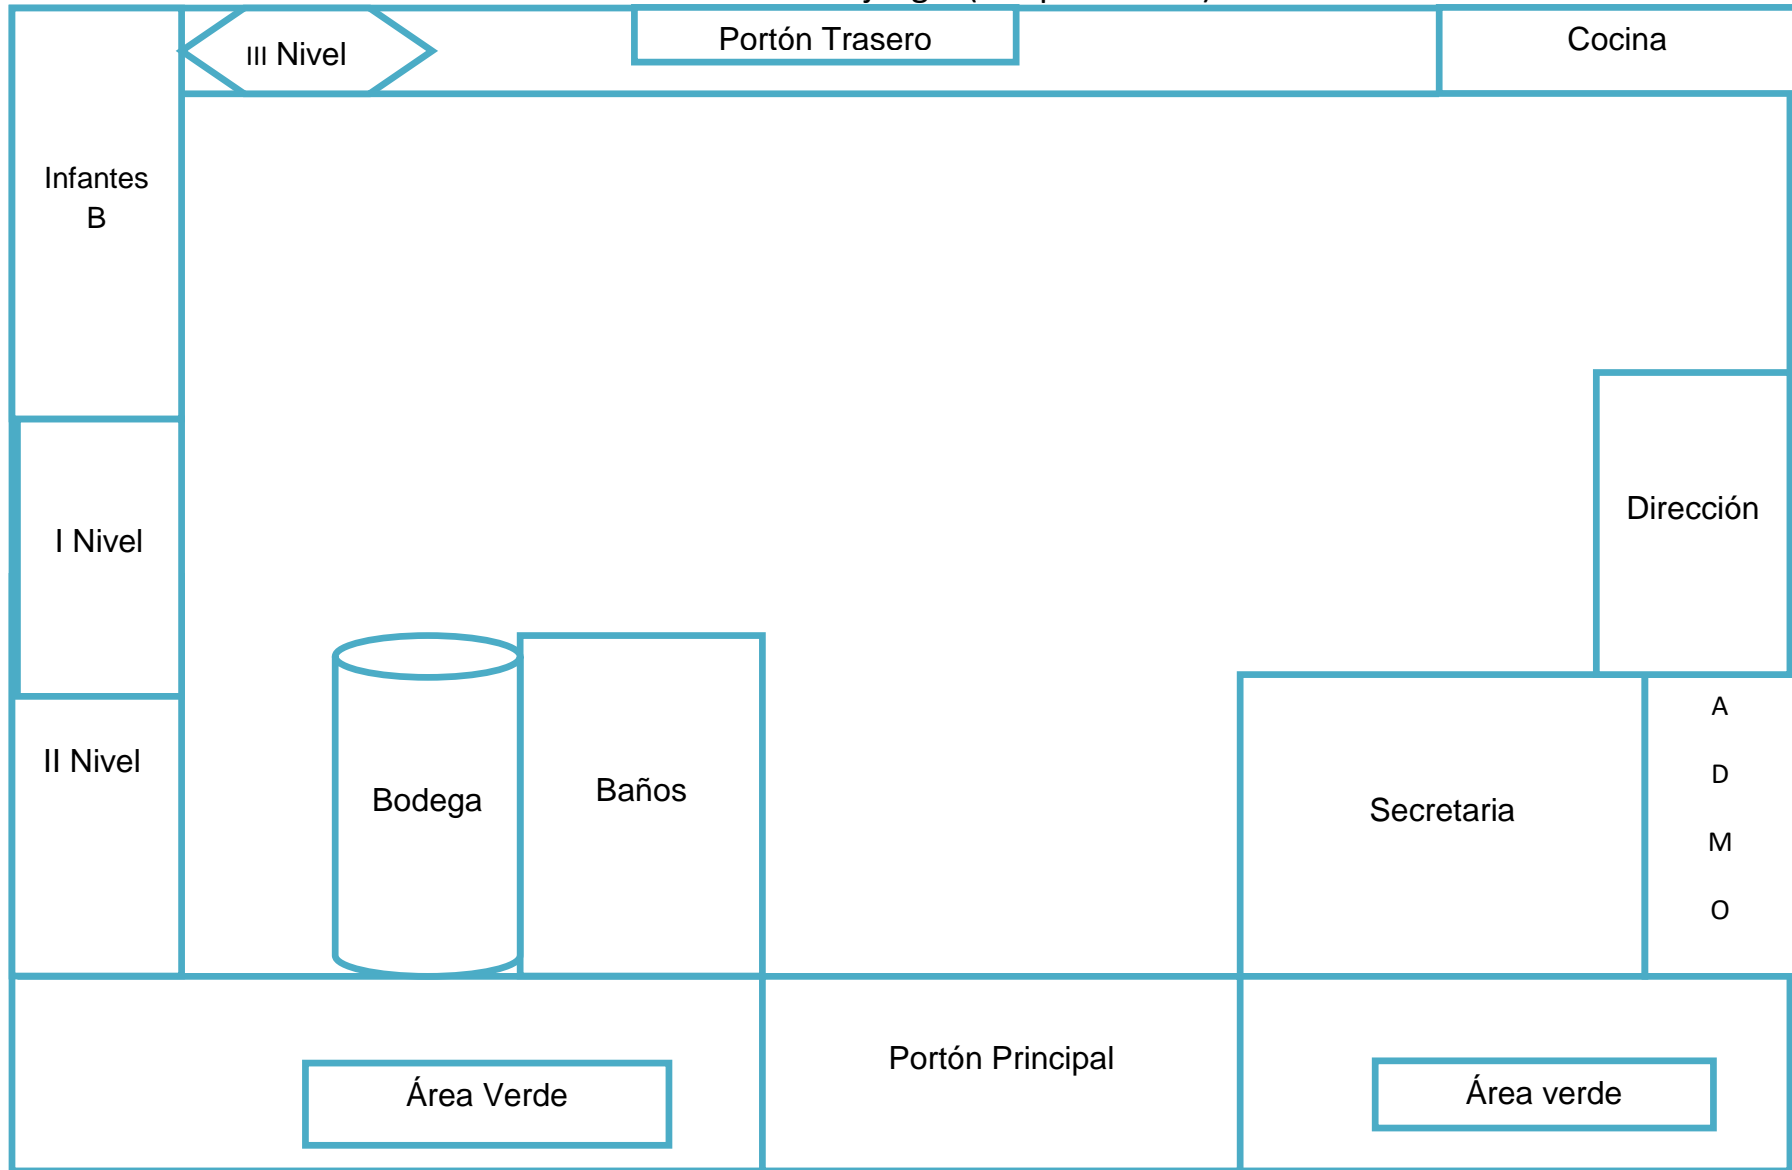 III Nivel
Portón Trasero
Cocina
Infantes
B
I Nivel
Dirección
II Nivel
Bodega
Baños
Secretaria
A
D
M
O
Portón Principal
Área Verde
Área verde